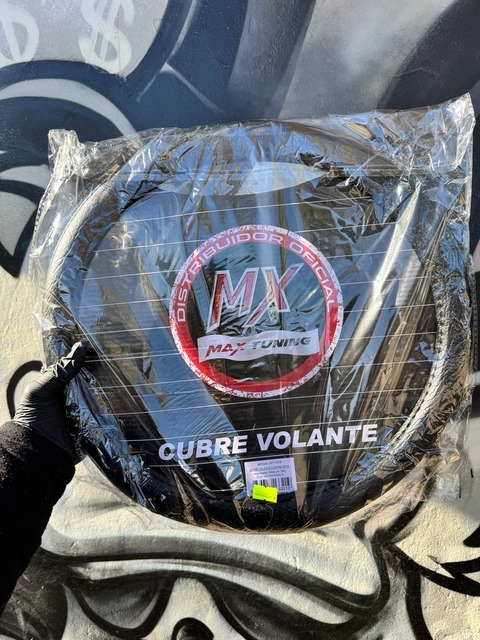 $
DISTRIBUIDOR OFICIAL
MX
MAX TUNING
CUBRE VOLANTE